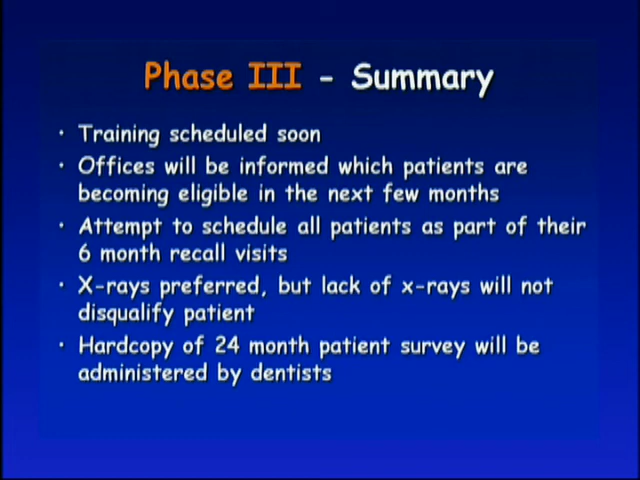 Phase III - Summary
• Training scheduled soon
• Offices will be informed which patients are
becoming eligible in the next few months
• Attempt to schedule all patients as part of their
6 month recall visits
• X-rays preferred, but lack of x-rays will not
disqualify patient
• Hardcopy of 24 month patient survey will be
administered by dentists